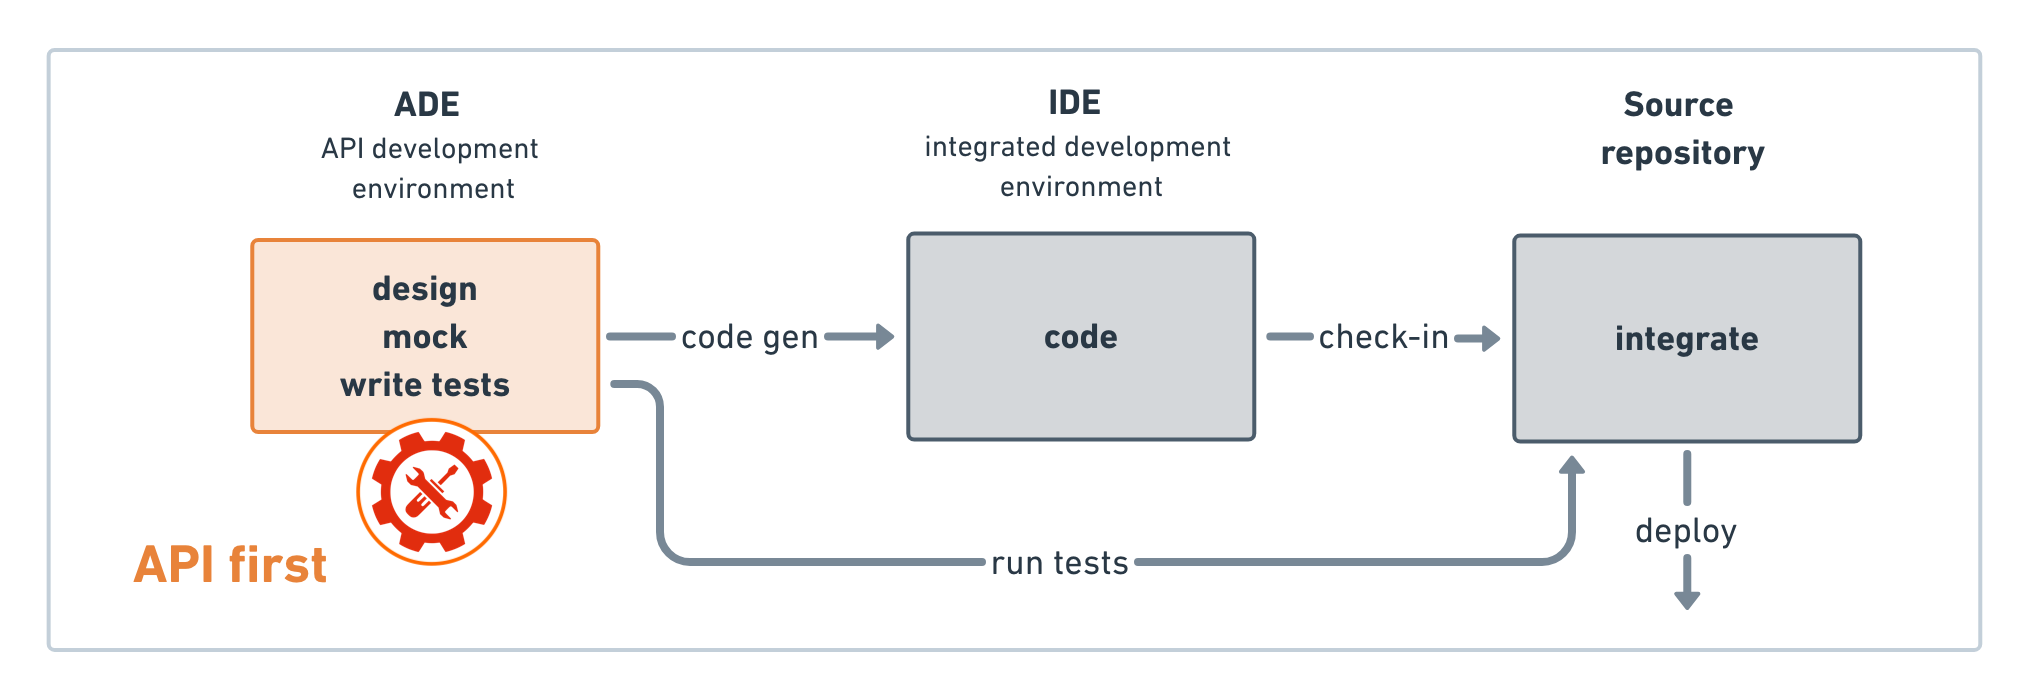 ADE
API development
environment
IDE
integrated development
environment
Source
repository
design
mock
write tests
code gen
code
check-in
integrate
run tests
deploy
API first